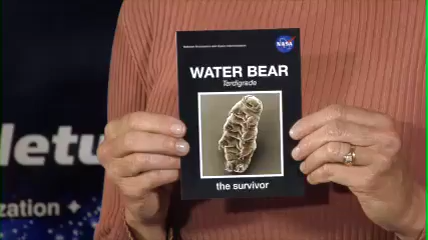 NASA
WATER BEAR
Tardigrade
the survivor
letu
zation +